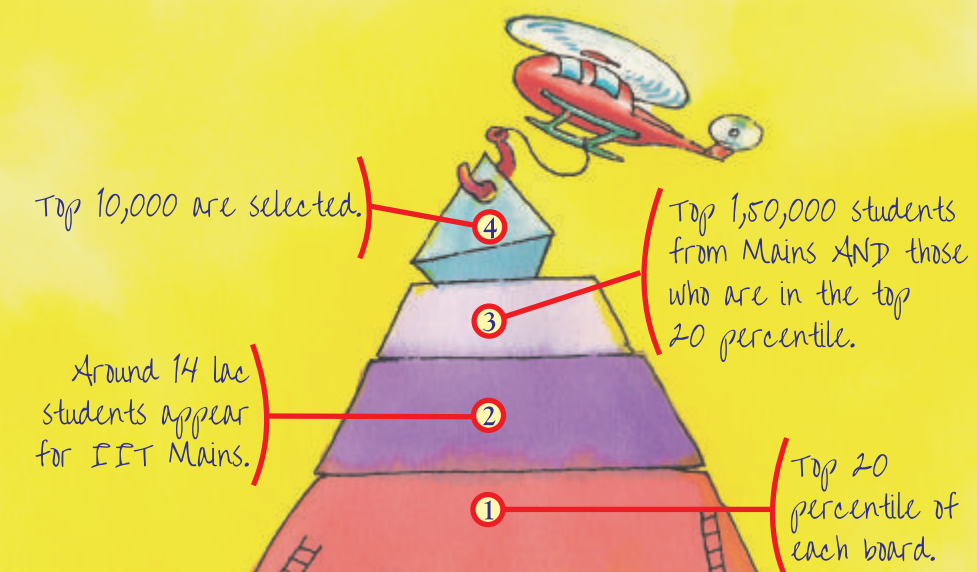 Top 10,000 are selected.
4
Top 1,50,000 students
from Mains AND those
who are in the top
20 percentile.
3
Around 14 lac
students appear
for IIT Mains.
2
1
Top 20
percentile of
each board.